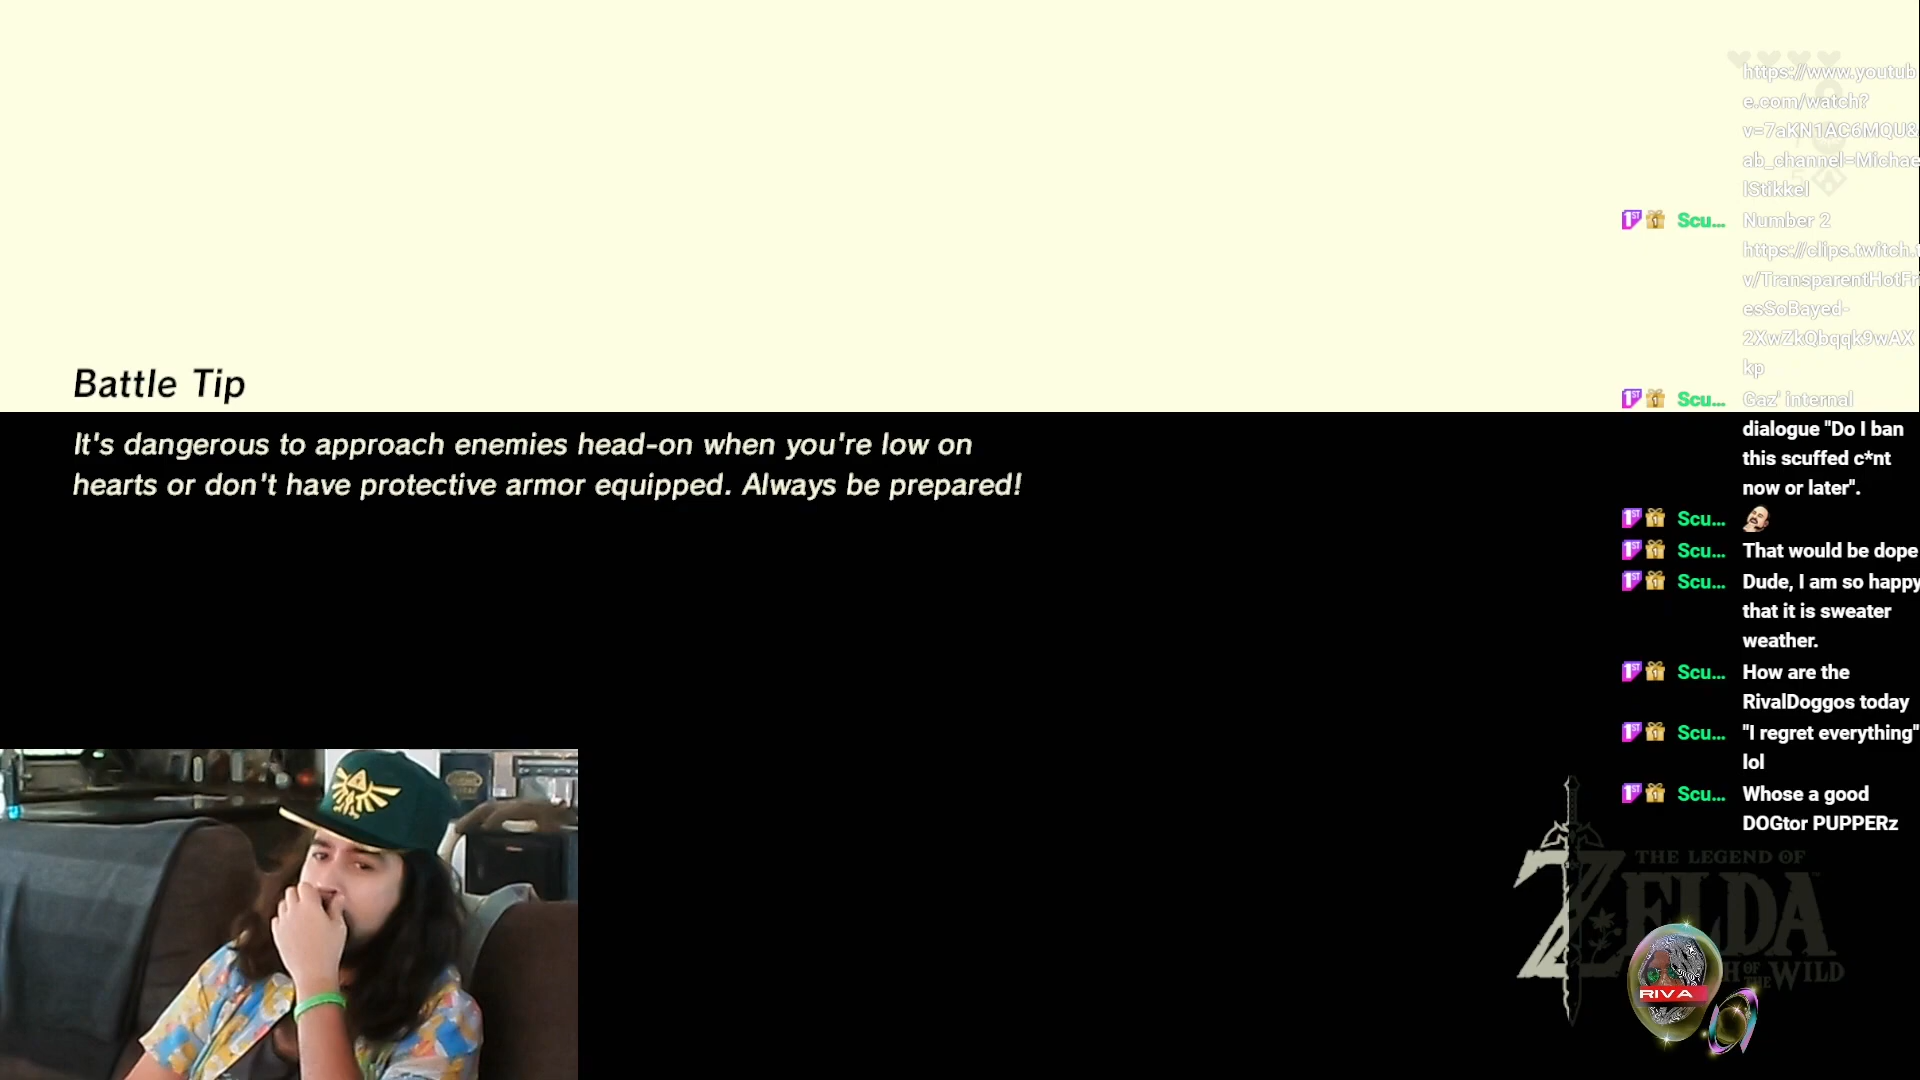 Battle Tip
It's dangerous to approach enemies head-on when you're low on
hearts or don't have protective armor equipped. Always be prepared!
https://www.youtub
e.com/watch?
v=7aKN1AC6MQU&
ab_channel=Michae
lStikkel
Scu... Number 2
https://clips.twitch.t
v/TransparentHotFri
esSoBayed-
2XwZkQbqqk9wAX
kp
Scu... Gaz' internal
dialogue "Do I ban
this scuffed c*nt
now or later".
Scu...
Scu... That would be dope
Scu... Dude, I am so happy
that it is sweater
weather.
Scu... How are the
RivalDoggos today
Scu... "I regret everything"
lol
Scu... Whose a good
DOGtor PUPPERz
THE LEGEND OF
ZELDA
OF THE WILD
RIVA